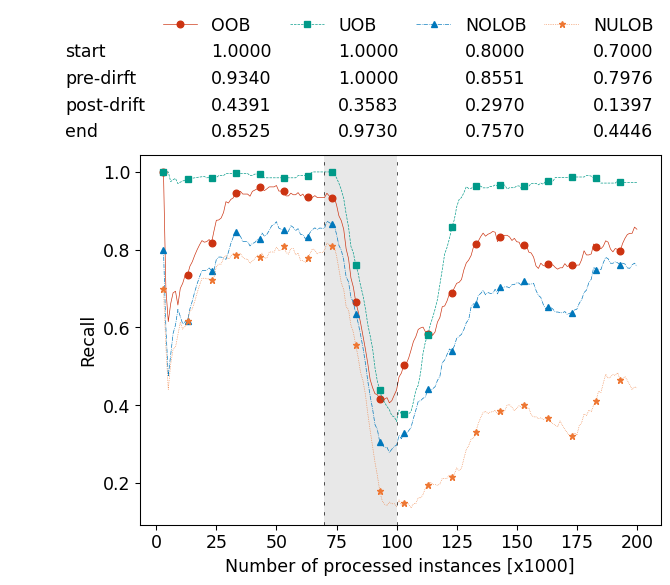 OOB UOB NOLOB NULOB
start 1.0000 1.0000 0.8000 0.7000
pre-dirft 0.9340 1.0000 0.8551 0.7976
post-drift 0.4391 0.3583 0.2970 0.1397
end 0.8525 0.9730 0.7570 0.4446
1.0
0.8
0.6
0.4
0.2
Recall
0 25 50 75 100 125 150 175 200
Number of processed instances [x1000]